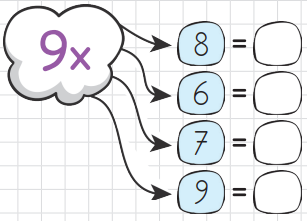 9x
8 =
6 =
7 =
9 =